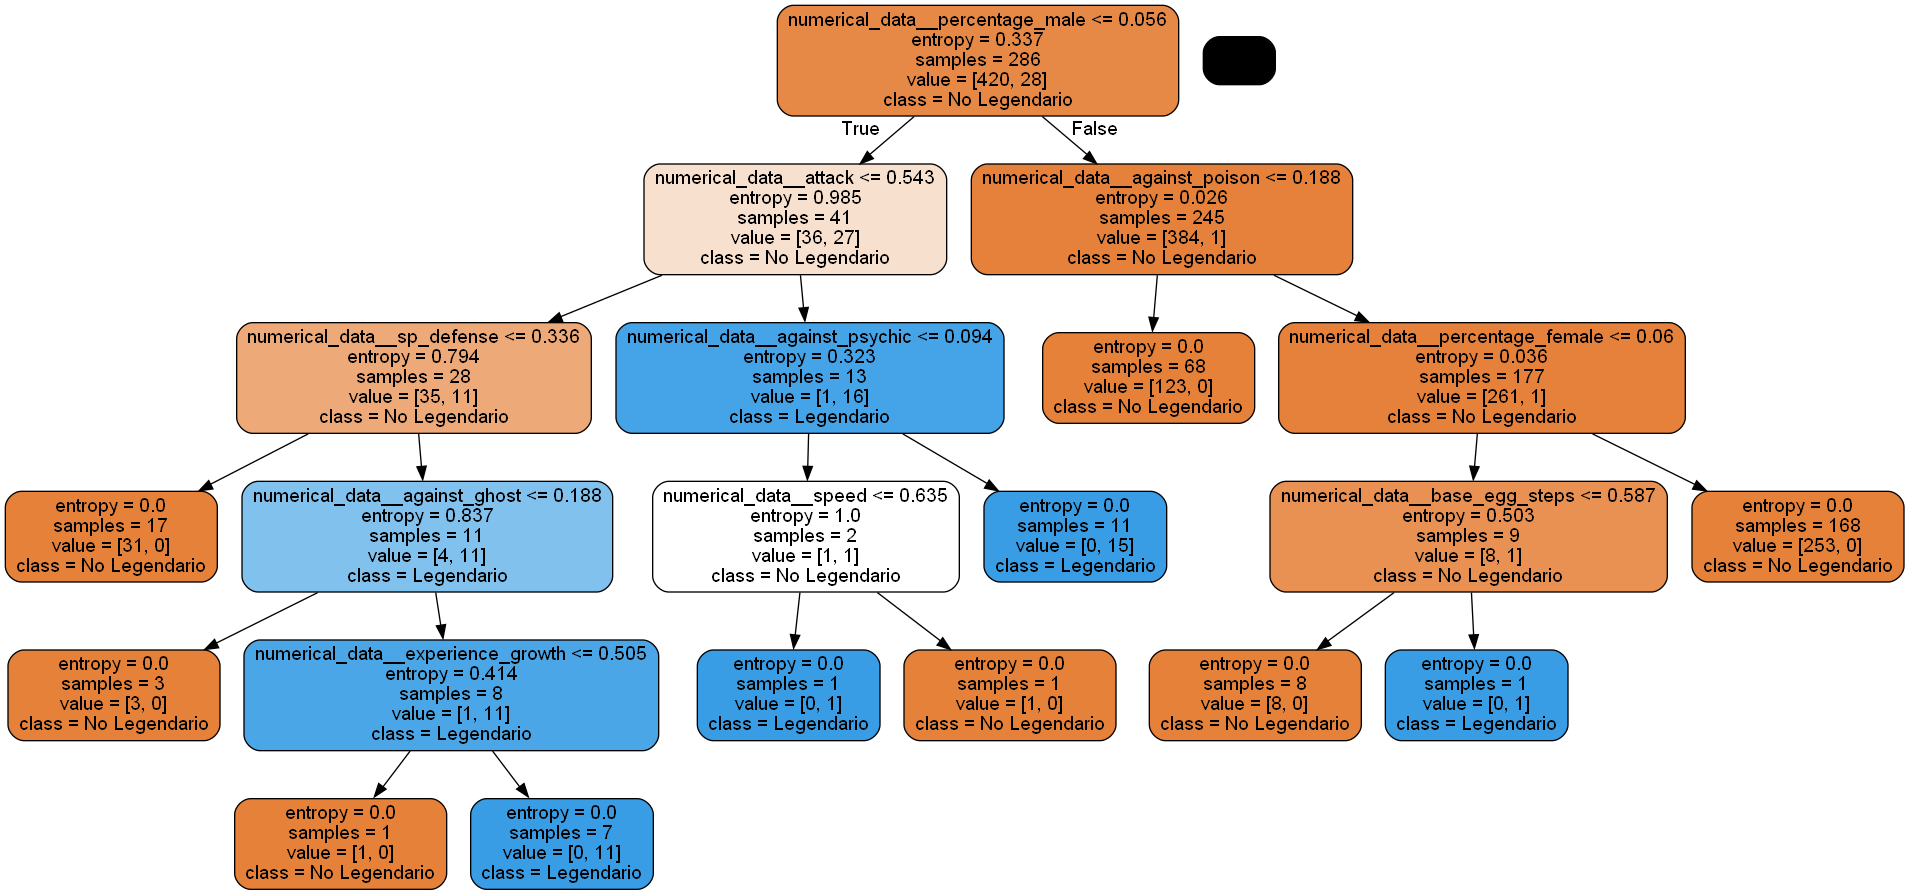 numerical_data__percentage_male <= 0.056
entropy = 0.337
samples = 286
value = [420, 28]
class = No Legendario
True
False
numerical_data__attack <= 0.543
entropy = 0.985
samples = 41
value = [36, 27]
class = No Legendario
numerical_data__against_poison <= 0.188
entropy = 0.026
samples = 245
value = [384, 1]
class = No Legendario
numerical_data__sp_defense <= 0.336
entropy = 0.794
samples = 28
value = [35, 11]
class = No Legendario
numerical_data__against_psychic <= 0.094
entropy = 0.323
samples = 13
value = [1, 16]
class = Legendario
entropy = 0.0
samples = 68
value = [123, 0]
class = No Legendario
numerical_data__percentage_female <= 0.06
entropy = 0.036
samples = 177
value = [261, 1]
class = No Legendario
entropy = 0.0
samples = 17
value = [31, 0]
class = No Legendario
numerical_data__against_ghost <= 0.188
entropy = 0.837
samples = 11
value = [4, 11]
class = Legendario
numerical_data__speed <= 0.635
entropy = 1.0
samples = 2
value = [1, 1]
class = No Legendario
entropy = 0.0
samples = 11
value = [0, 15]
class = Legendario
numerical_data__base_egg_steps <= 0.587
entropy = 0.503
samples = 9
value = [8, 1]
class = No Legendario
entropy = 0.0
samples = 168
value = [253, 0]
class = No Legendario
entropy = 0.0
samples = 3
value = [3, 0]
class = No Legendario
numerical_data__experience_growth <= 0.505
entropy = 0.414
samples = 8
value = [1, 11]
class = Legendario
entropy = 0.0
samples = 1
value = [0, 1]
class = Legendario
entropy = 0.0
samples = 1
value = [1, 0]
class = No Legendario
entropy = 0.0
samples = 8
value = [8, 0]
class = No Legendario
entropy = 0.0
samples = 1
value = [0, 1]
class = Legendario
entropy = 0.0
samples = 1
value = [1, 0]
class = No Legendario
entropy = 0.0
samples = 7
value = [0, 11]
class = Legendario